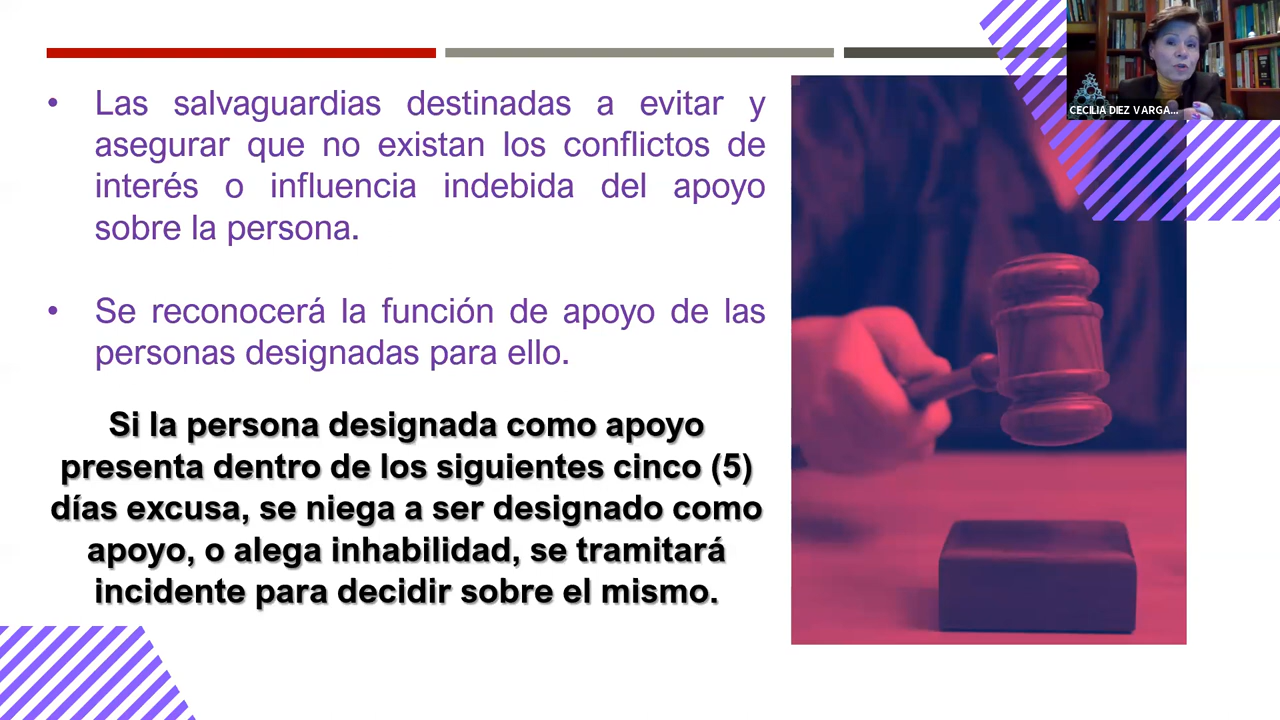 • Las salvaguardias destinadas a evitar y
asegurar que no existan los conflictos de
interés o influencia indebida del apoyo
sobre la persona.
• Se reconocerá la función de apoyo de las
personas designadas para ello.
Si la persona designada como apoyo
presenta dentro de los siguientes cinco (5)
días excusa, se niega a ser designado como
apoyo, o alega inhabilidad, se tramitará
incidente para decidir sobre el mismo.
CECILIA DIEZ VARGA...